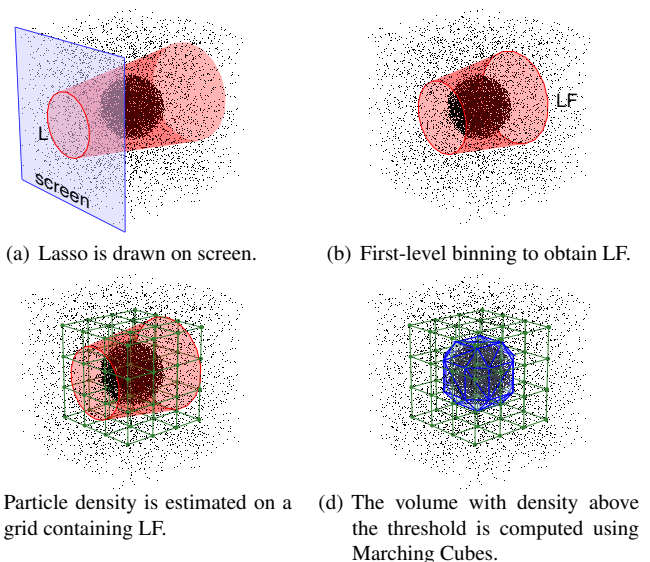 L
screen
LF
(a) Lasso is drawn on screen.
(b) First-level binning to obtain LF.
Particle density is estimated on a
grid containing LF.
(d) The volume with density above
the threshold is computed using
Marching Cubes.